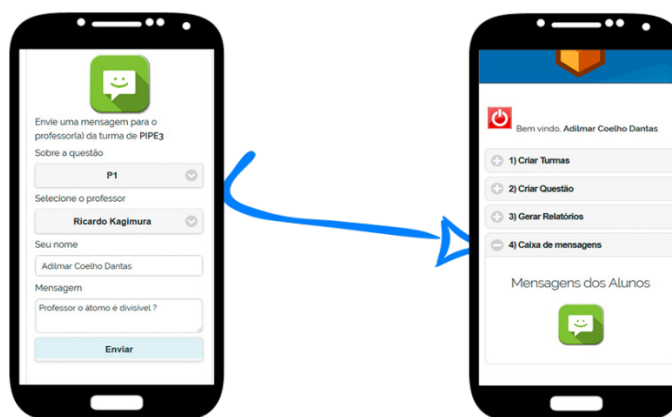 Envie uma mensagem para o
professor(a) da turma de PIPE3
Sobre a questão
P1
Selecione o professor
Ricardo Kagimura
Seu nome
Adilmar Coelho Dantas
Mensagem
Professor o átomo é divisível ?
Enviar
Bem vindo, Adilmar Coelho Dantas
1) Criar Turmas
2) Criar Questão
3) Gerar Relatórios
4) Caixa de mensagens
Mensagens dos Alunos